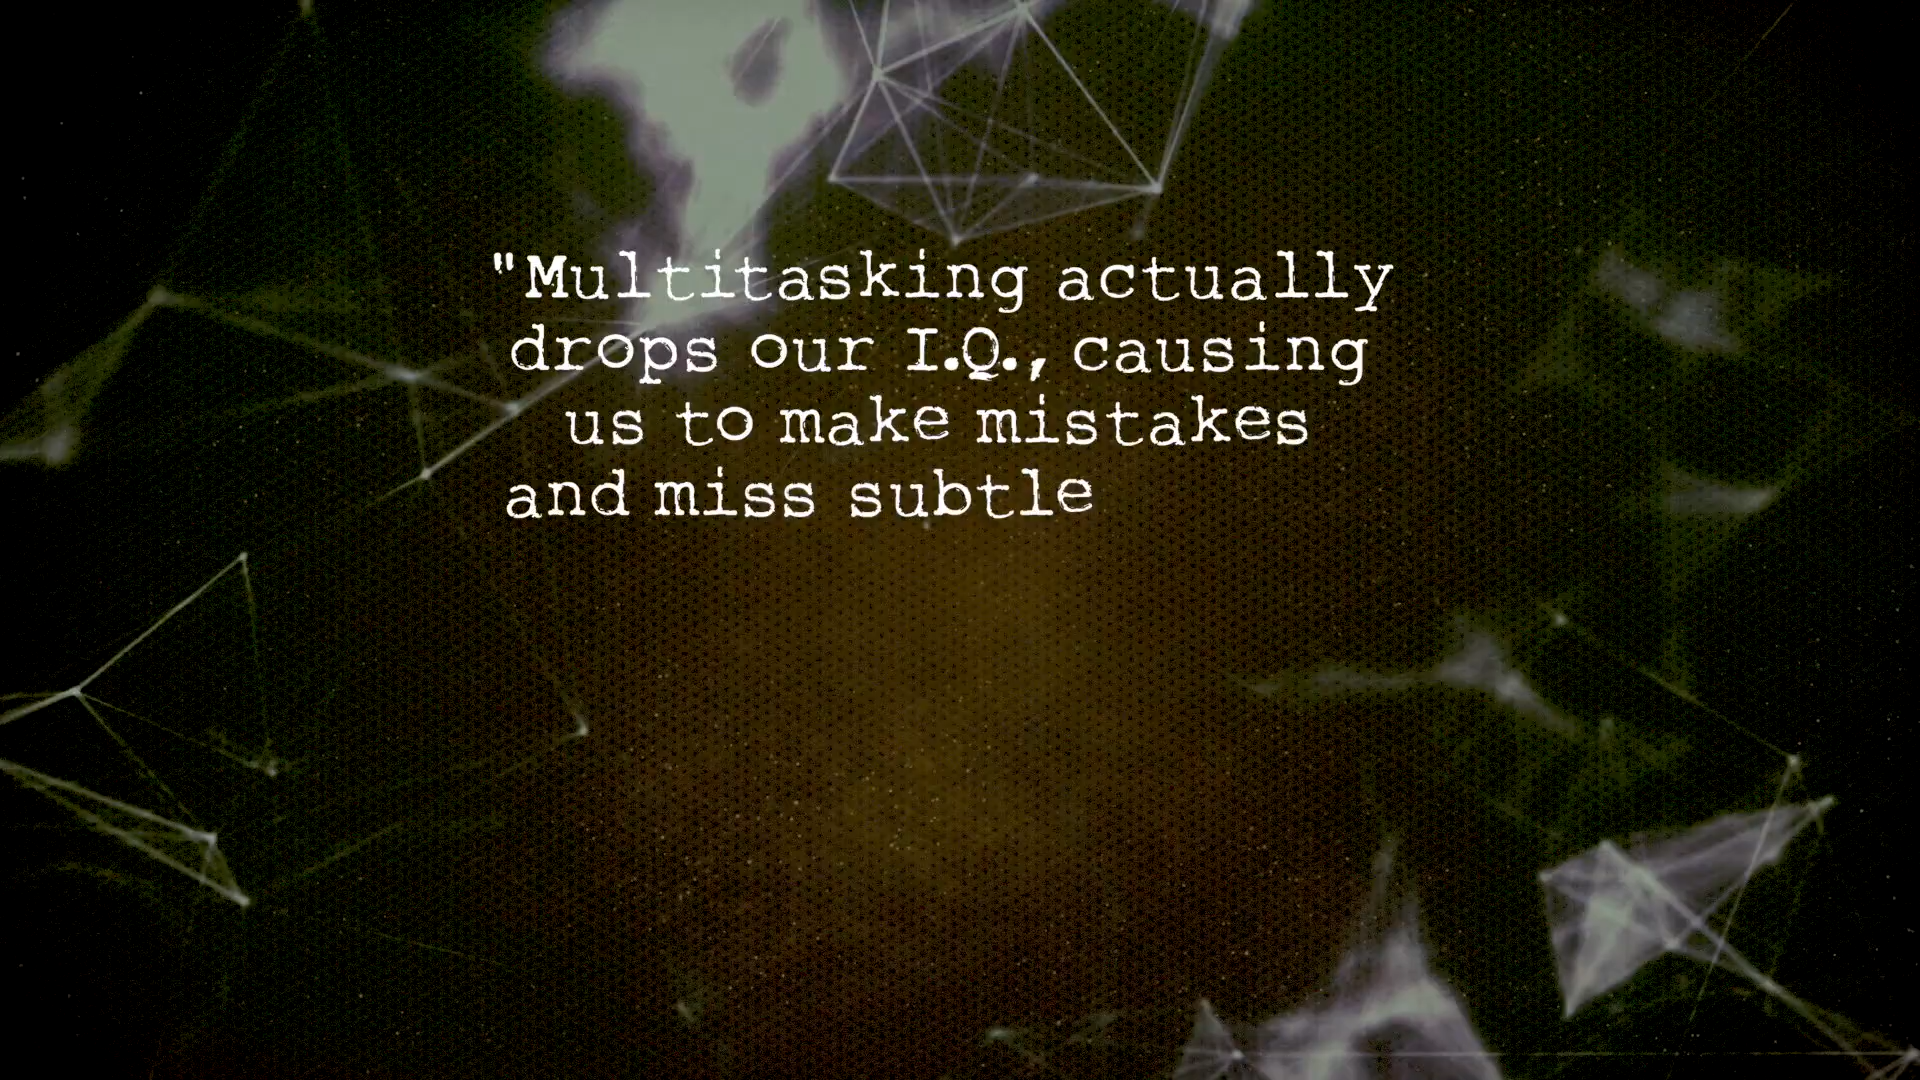 "Multitasking actually
drops our I.Q., causing
us to make mistakes
and miss subtle